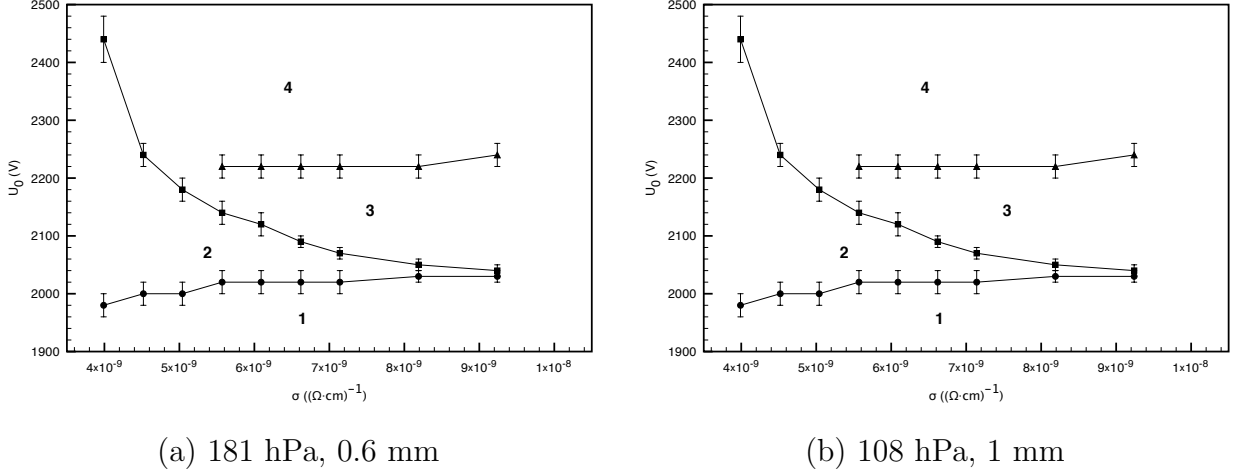 2500
2400
2300
2200
2100
2000
1900
U₀ (V)
4
3
2
1
4×10⁻⁹ 5×10⁻⁹ 6×10⁻⁹ 7×10⁻⁹ 8×10⁻⁹ 9×10⁻⁹ 1×10⁻⁸
σ ((Ω·cm)⁻¹
(a) 181 hPa, 0.6 mm
2500
2400
2300
2200
2100
2000
1900
U₀ (V)
4
3
2
1
4×10⁻⁹ 5×10⁻⁹ 6×10⁻⁹ 7×10⁻⁹ 8×10⁻⁹ 9×10⁻⁹ 1×10⁻⁸
σ ((Ω·cm)⁻¹
(b) 108 hPa, 1 mm